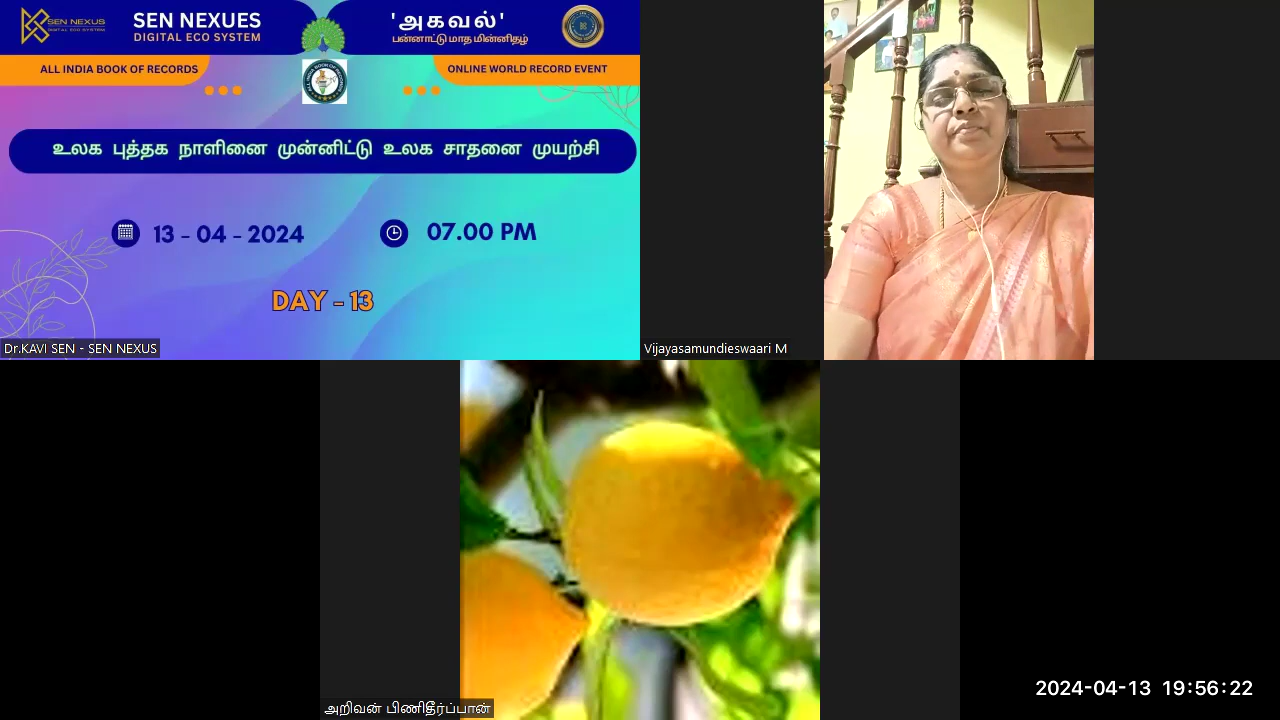 SEN NEXUS
DIGITAL ECO SYSTEM
SEN NEXUES
DIGITAL ECO SYSTEM
'அகவல்'
பன்னாட்டு மாத மின்னிதழ்
ALL INDIA BOOK OF RECORDS
ONLINE WORLD RECORD EVENT
உலக புத்தக நாளினை முன்னிட்டு உலக சாதனை முயற்சி
13 - 04 - 2024
07.00 PM
DAY - 13
Dr.KAVI SEN - SEN NEXUS
Vijayasamundieswaari M
அறிவன் பிணிதீர்ப்பான்
2024-04-13 19:56:22